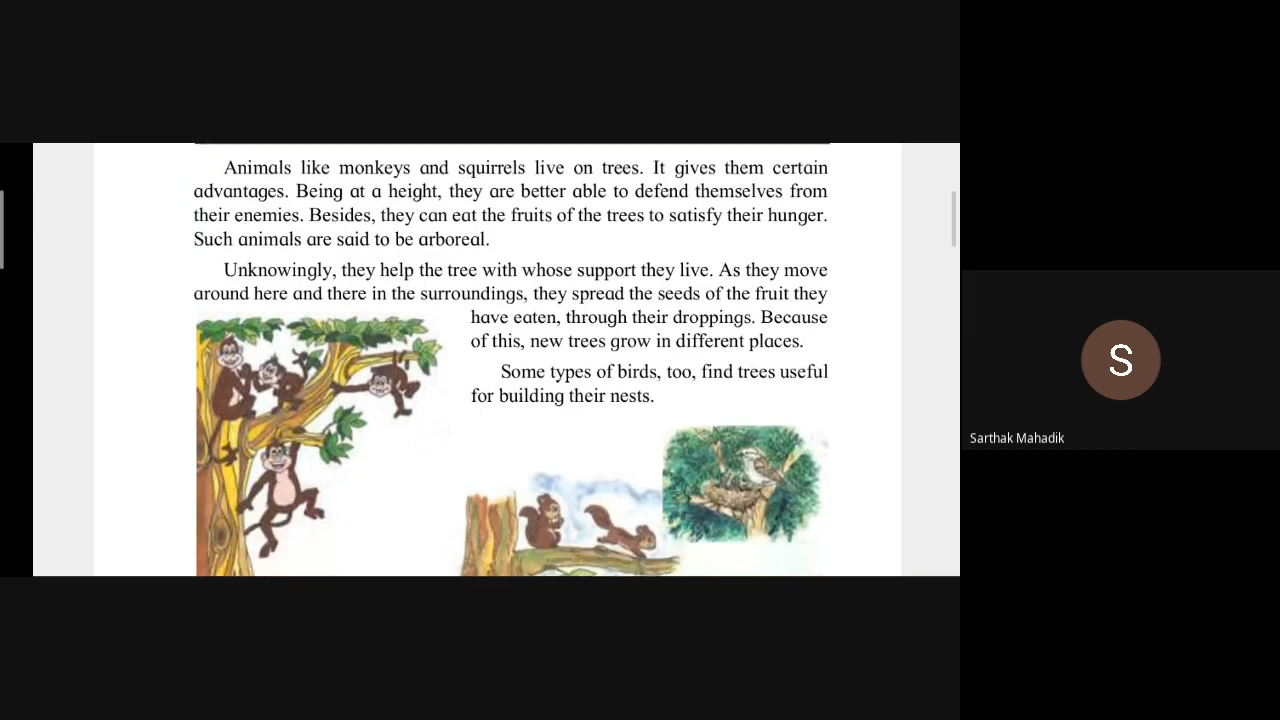 Animals like monkeys and squirrels live on trees. It gives them certain
advantages. Being at a height, they are better able to defend themselves from
their enemies. Besides, they can eat the fruits of the trees to satisfy their hunger.
Such animals are said to be arboreal.
Unknowingly, they help the tree with whose support they live. As they move
around here and there in the surroundings, they spread the seeds of the fruit they
have eaten, through their droppings. Because
of this, new trees grow in different places.
Some types of birds, too, find trees useful
for building their nests.
S
Sarthak Mahadik